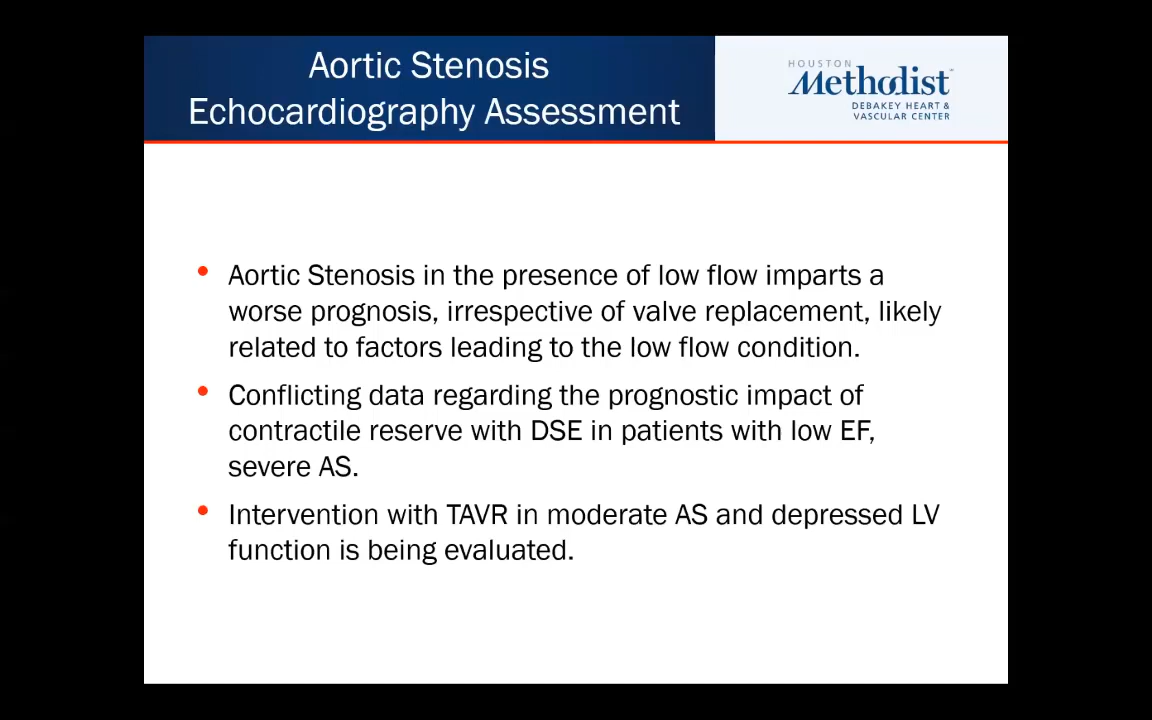 Aortic Stenosis
Echocardiography Assessment
HOUSTON
Methodist
DEBAKEY HEART &
VASCULAR CENTER
• Aortic Stenosis in the presence of low flow imparts a
worse prognosis, irrespective of valve replacement, likely
related to factors leading to the low flow condition.
• Conflicting data regarding the prognostic impact of
contractile reserve with DSE in patients with low EF,
severe AS.
• Intervention with TAVR in moderate AS and depressed LV
function is being evaluated.